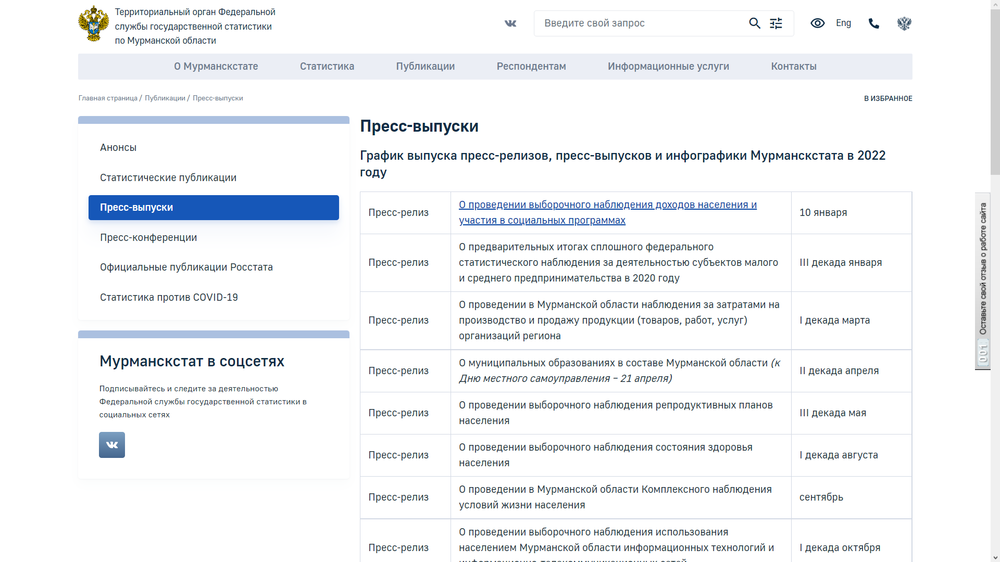 Территориальный орган Федеральной
службы государственной статистики
по Мурманской области
Введите свой запрос
Eng
О Мурманскстате
Статистика
Публикации
Респондентам
Информационные услуги
Контакты
Главная страница / Публикации / Пресс-выпуски
В ИЗБРАННОЕ
Анонсы
Статистические публикации
Пресс-выпуски
Пресс-конференции
Официальные публикации Росстата
Статистика против COVID-19
Мурманскстат в соцсетях
Подписывайтесь и следите за деятельностью
Федеральной службы государственной статистики в
социальных сетях
Пресс-выпуски
График выпуска пресс-релизов, пресс-выпусков и инфографики Мурманскстата в 2022
году
Пресс-релиз
О проведении выборочного наблюдения доходов населения и
участия в социальных программах
10 января
Пресс-релиз
О предварительных итогах сплошного федерального
статистического наблюдения за деятельностью субъектов малого
и среднего предпринимательства в 2020 году
III декада января
Пресс-релиз
О проведении в Мурманской области наблюдения за затратами на
производство и продажу продукции (товаров, работ, услуг)
организаций региона
I декада марта
Пресс-релиз
О муниципальных образованиях в составе Мурманской области (к
Дню местного самоуправления – 21 апреля)
II декада апреля
Пресс-релиз
О проведении выборочного наблюдения репродуктивных планов
населения
III декада мая
Пресс-релиз
О проведении выборочного наблюдения состояния здоровья
населения
I декада августа
Пресс-релиз
О проведении в Мурманской области Комплексного наблюдения
условий жизни населения
сентябрь
Пресс-релиз
О проведении выборочного наблюдения использования
населением Мурманской области информационных технологий и
информационно-телекоммуникационных сетей
I декада октября
Оставьте свой отзыв о работе сайта
001